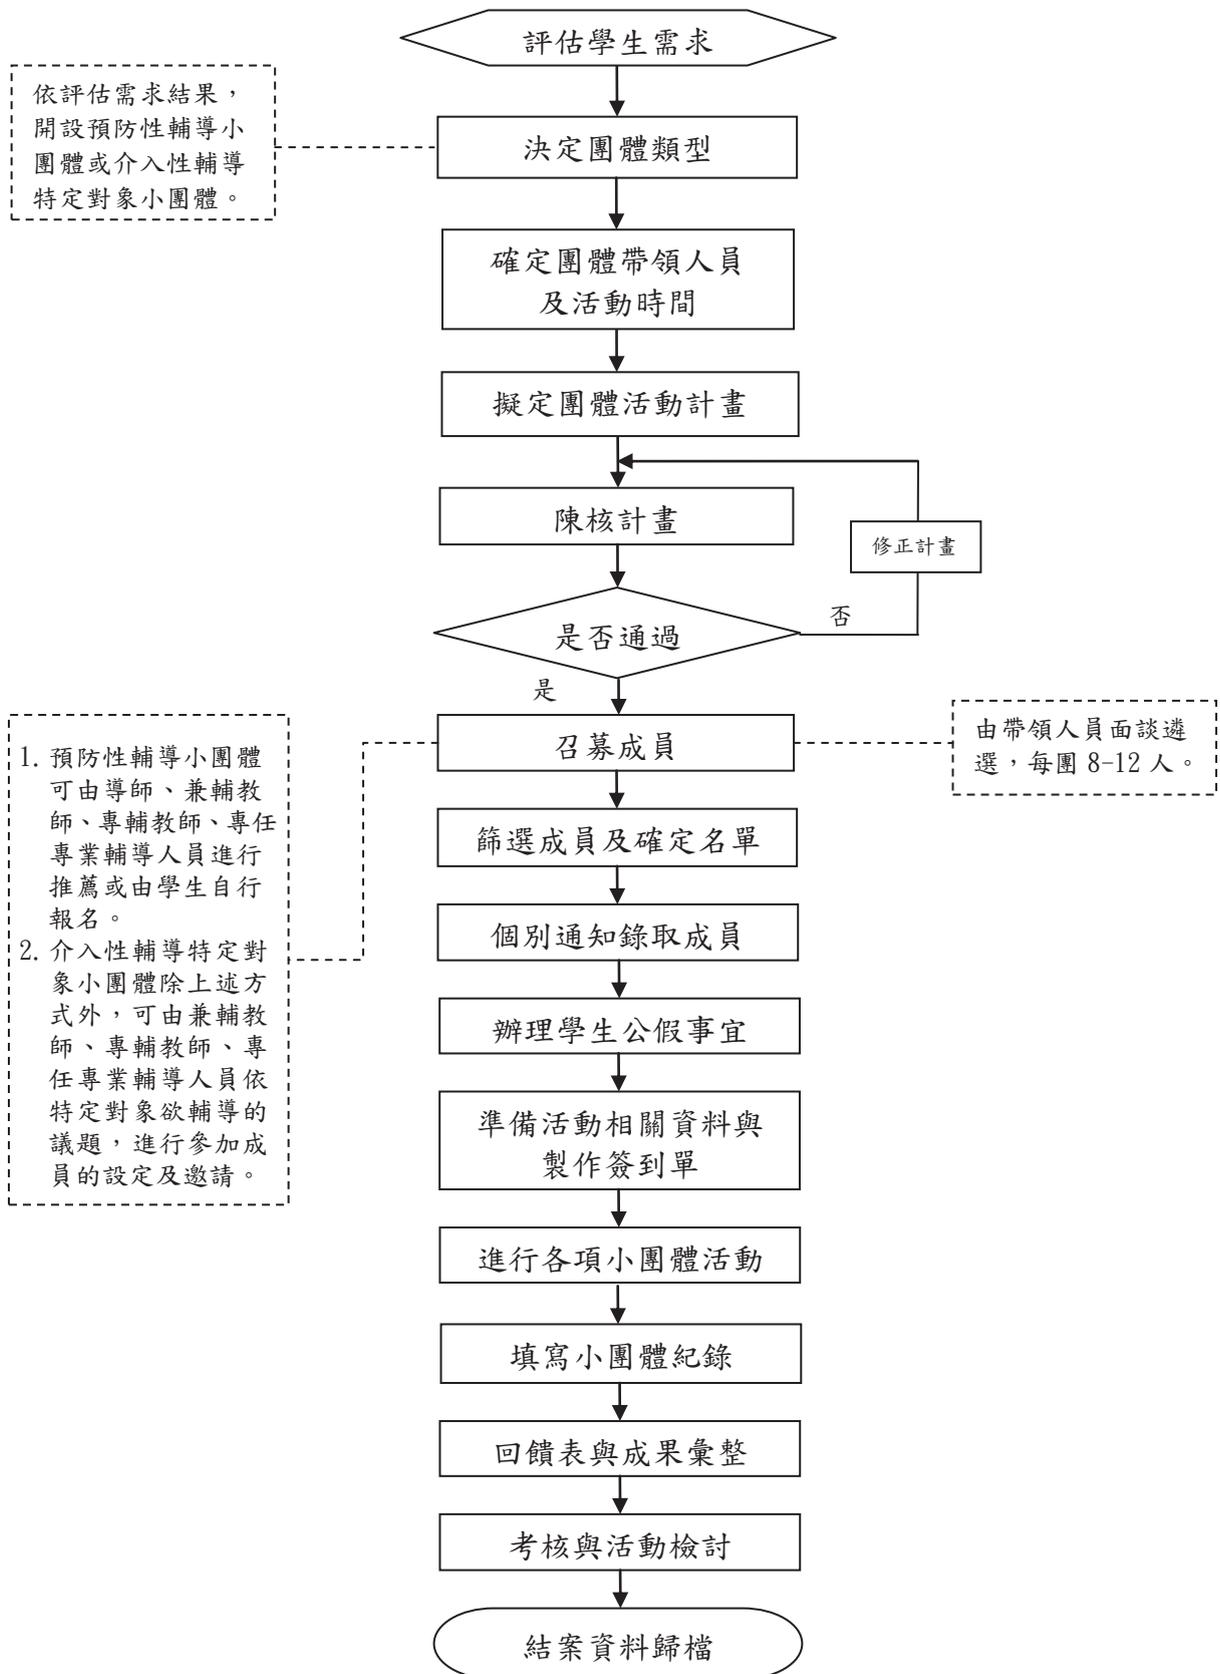 評估學生需求
依評估需求結果，
開設預防性輔導小
團體或介入性輔導
特定對象小團體。
決定團體類型
確定團體帶領人員
及活動時間
擬定團體活動計畫
陳核計畫
修正計畫
是否通過
否
是
召募成員
由帶領人員面談遴
選，每團 8-12 人。
1. 預防性輔導小團體
可由導師、兼輔教
師、專輔教師、專任
專業輔導人員進行
推薦或由學生自行
報名。
2. 介入性輔導特定對
象小團體除上述方
式外，可由兼輔教
師、專輔教師、專
任專業輔導人員依
特定對象欲輔導的
議題，進行參加成
員的設定及邀請。
篩選成員及確定名單
個別通知錄取成員
辦理學生公假事宜
準備活動相關資料與
製作簽到單
進行各項小團體活動
填寫小團體紀錄
回饋表與成果彙整
考核與活動檢討
結案資料歸檔